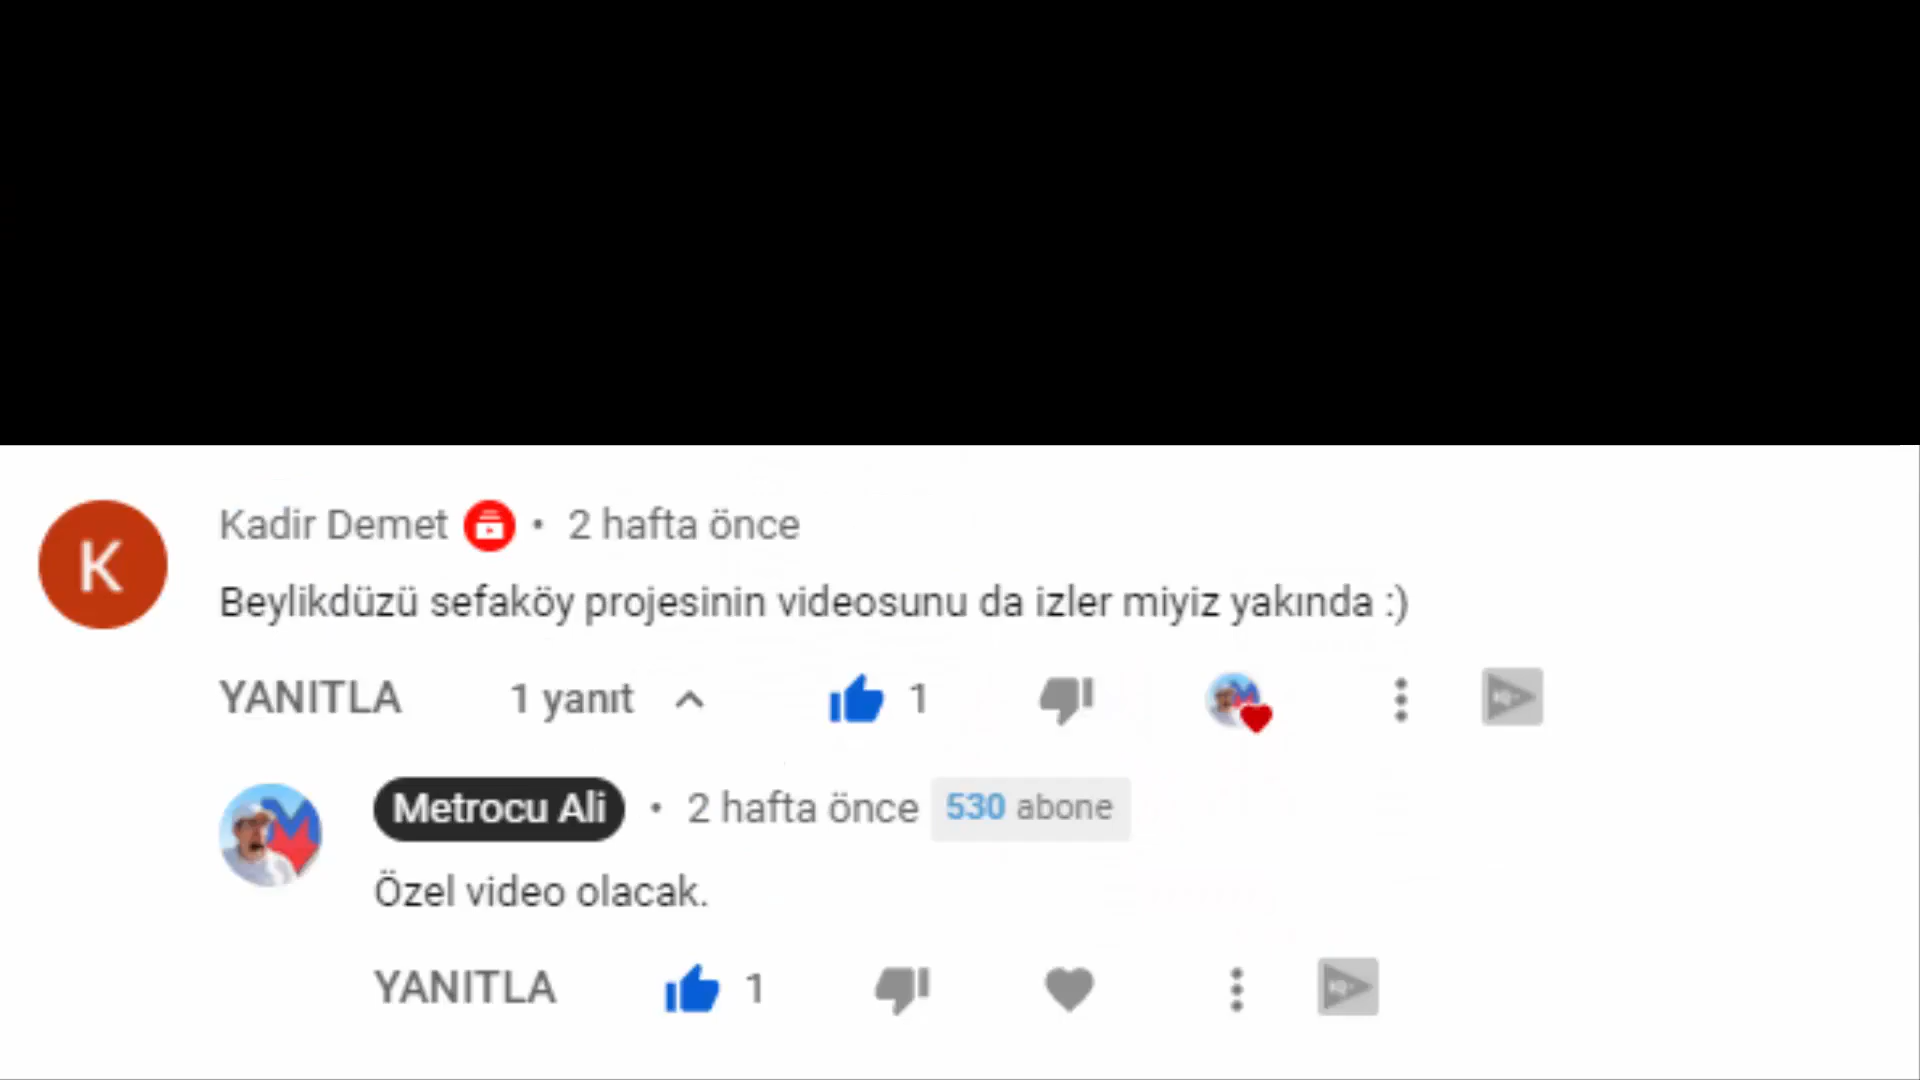 K
Kadir Demet • 2 hafta önce
Beylikdüzü sefaköy projesinin videosunu da izler miyiz yakında :)
YANITLA 1 yanıt 1
Metrocu Ali • 2 hafta önce 530 abone
Özel video olacak.
YANITLA 1